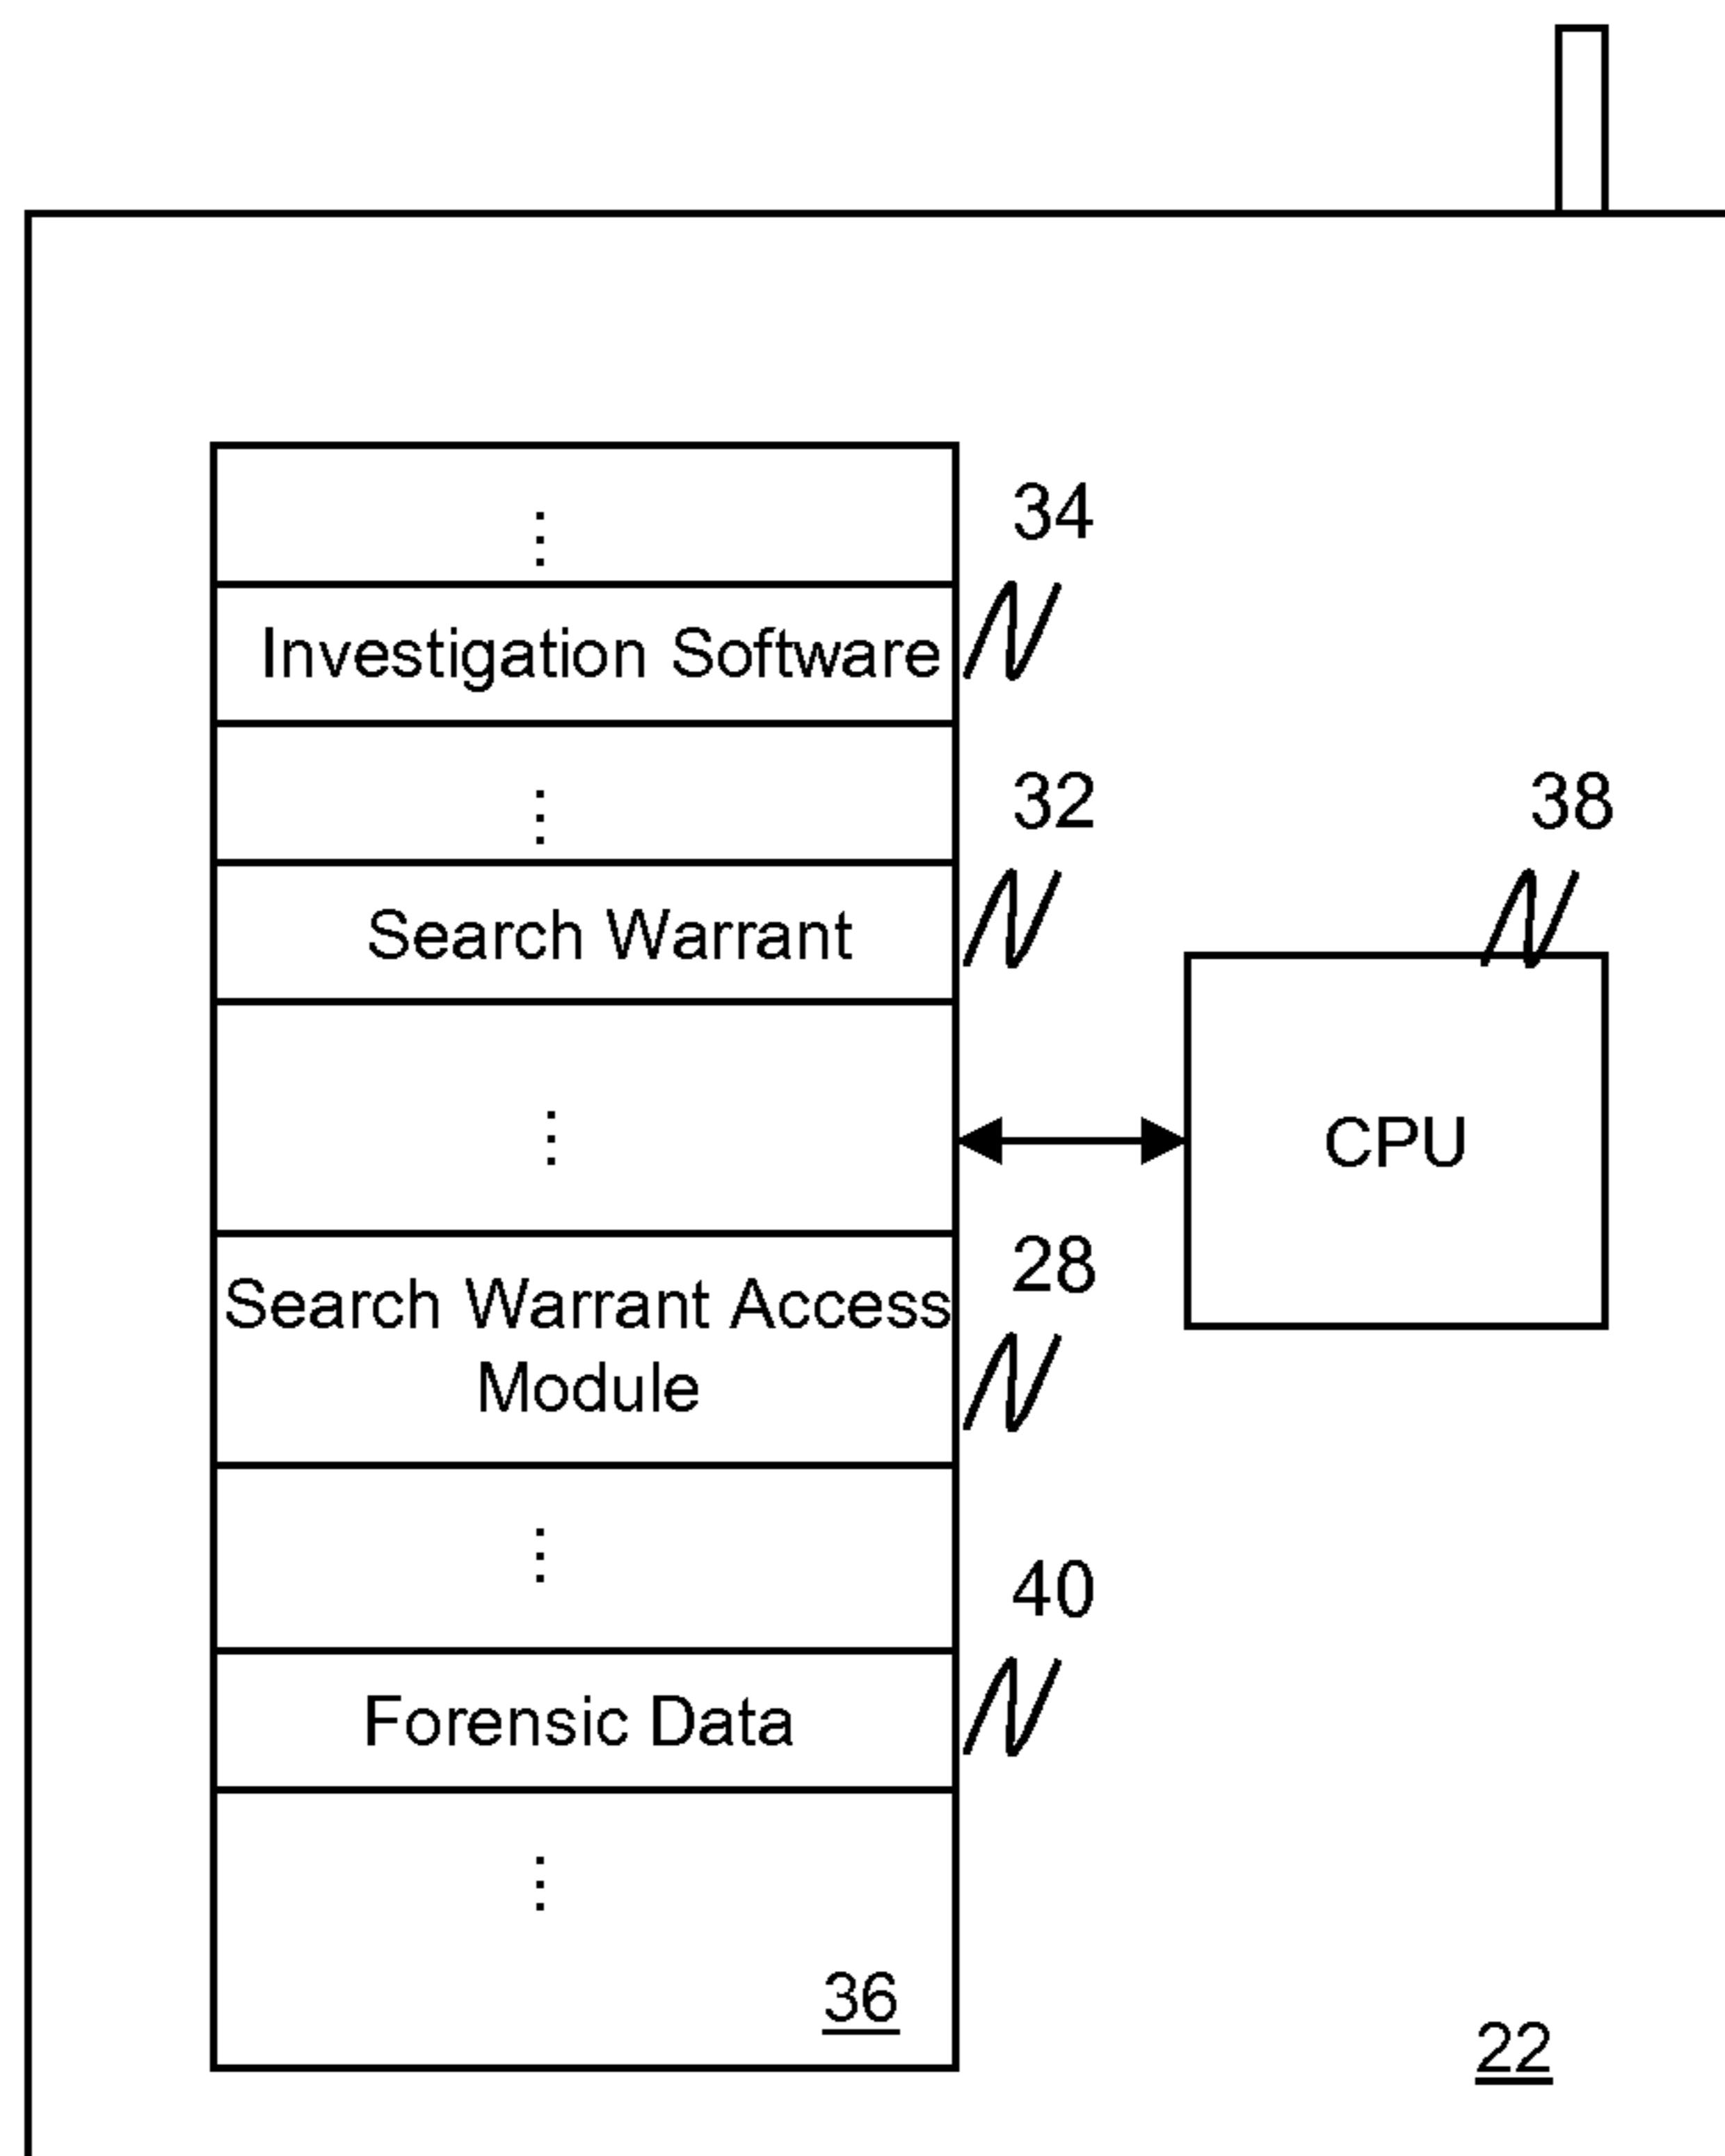 34
Investigation Software
32
38
Search Warrant
CPU
28
Search Warrant Access
Module
40
Forensic Data
36
22